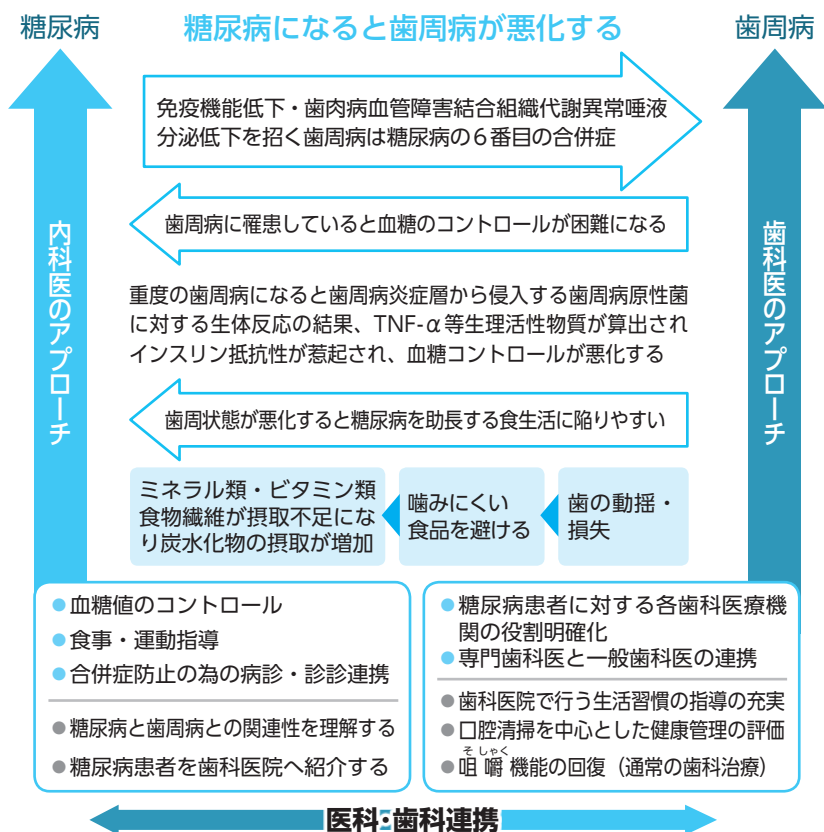 糖尿病
糖尿病になると歯周病が悪化する
歯周病
免疫機能低下・歯肉病血管障害結合組織代謝異常唾液
分泌低下を招く歯周病は糖尿病の6番目の合併症
歯周病に罹患していると血糖のコントロールが困難になる
重度の歯周病になると歯周病炎症層から侵入する歯周病原性菌
に対する生体反応の結果、TNF-α等生理活性物質が算出され
インスリン抵抗性が惹起され、血糖コントロールが悪化する
歯周状態が悪化すると糖尿病を助長する食生活に陥りやすい
ミネラル類・ビタミン類
食物繊維が摂取不足にな
り炭水化物の摂取が増加
噛みにくい
食品を避ける
歯の動揺・
損失
内科医のアプローチ
歯科医のアプローチ
●血糖値のコントロール
●食事・運動指導
●合併症防止の為の病診・診診連携
●糖尿病と歯周病との関連性を理解する
●糖尿病患者を歯科医院へ紹介する
●糖尿病患者に対する各歯科医療機
関の役割明確化
●専門歯科医と一般歯科医の連携
●歯科医院で行う生活習慣の指導の充実
●口腔清掃を中心とした健康管理の評価
そしゃく
●咀嚼機能の回復（通常の歯科治療）
医科・歯科連携